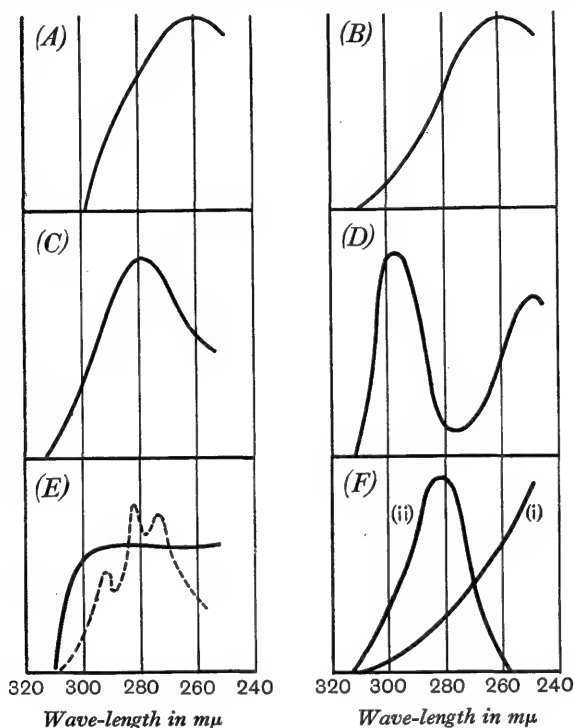 (A)
(B)
(C)
(D)
(E)
(F)
(ii)
(i)
320 300 280 260 240
320 300 280 260 240
Wave-length in mμ
Wave-length in mμ